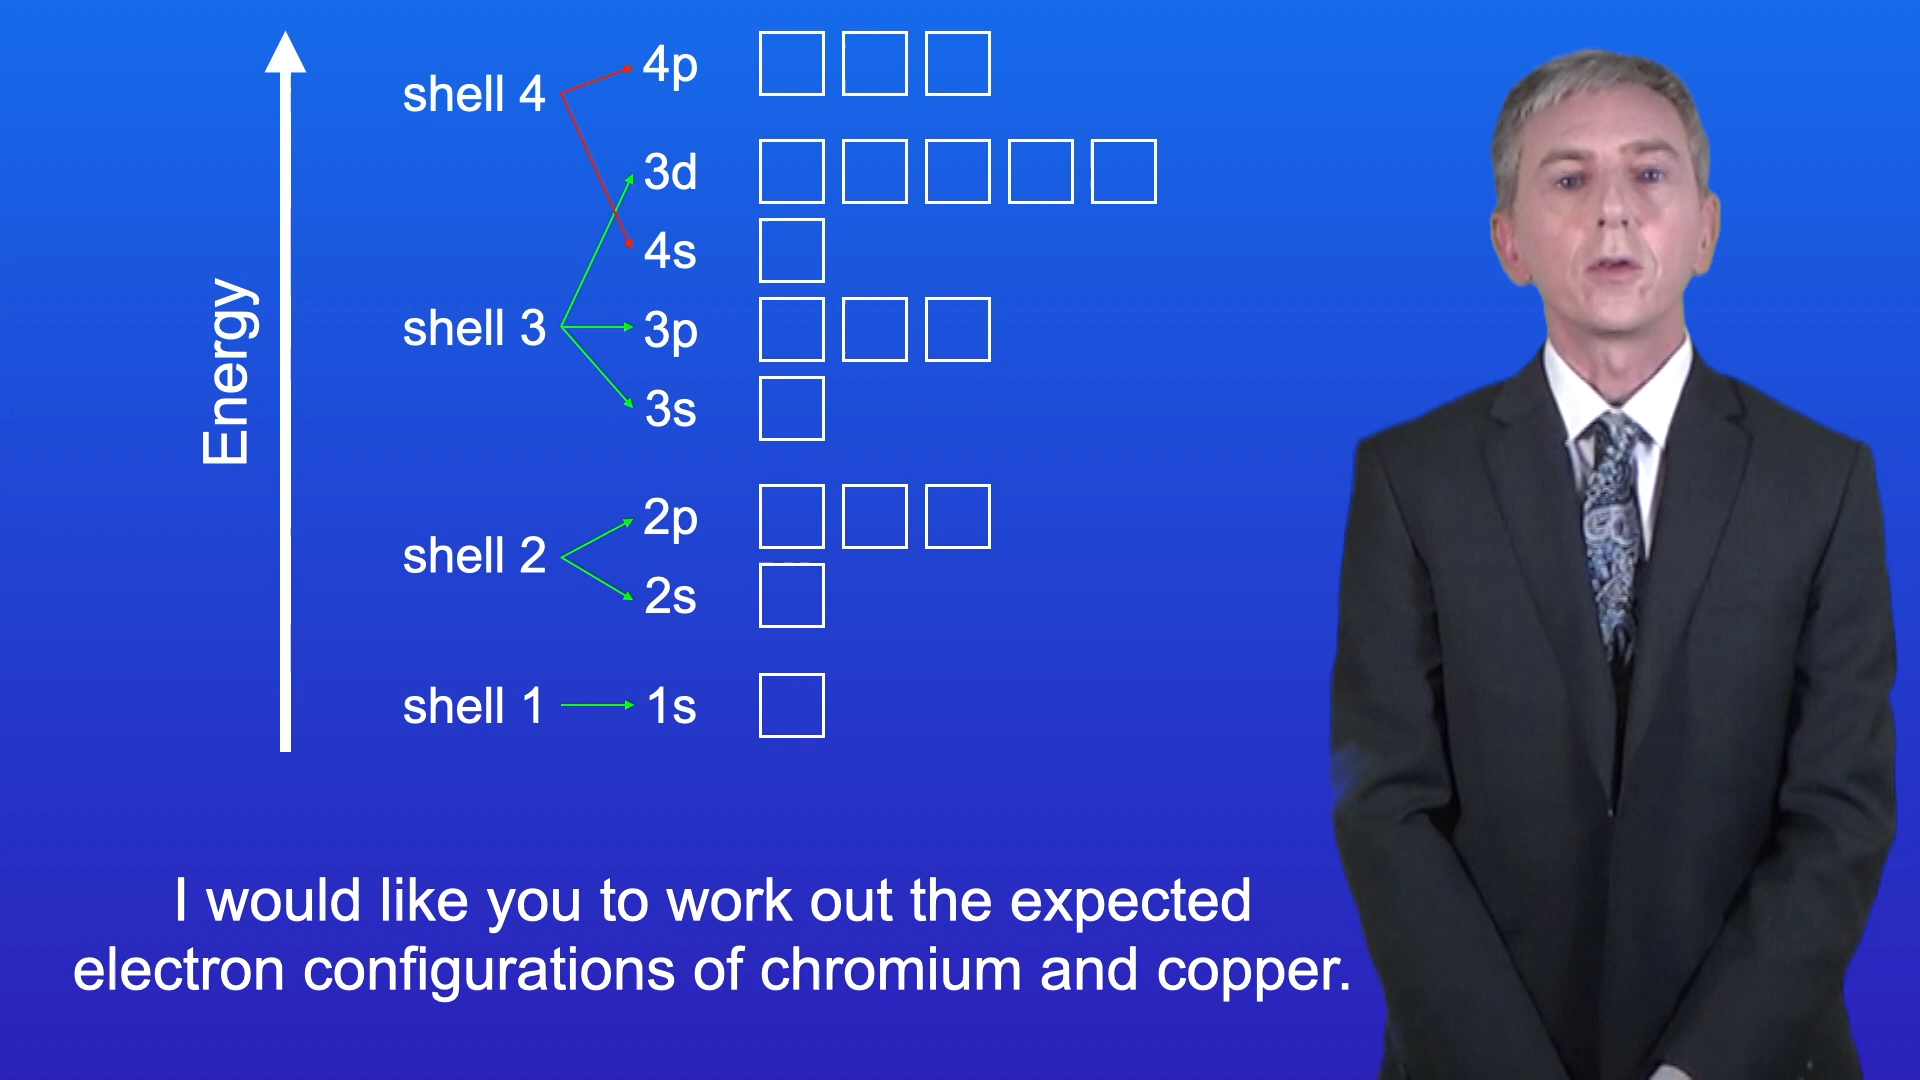 Energy
shell 4
4p
3d
4s
shell 3
3p
3s
shell 2
2p
2s
shell 1
1s
I would like you to work out the expected
electron configurations of chromium and copper.